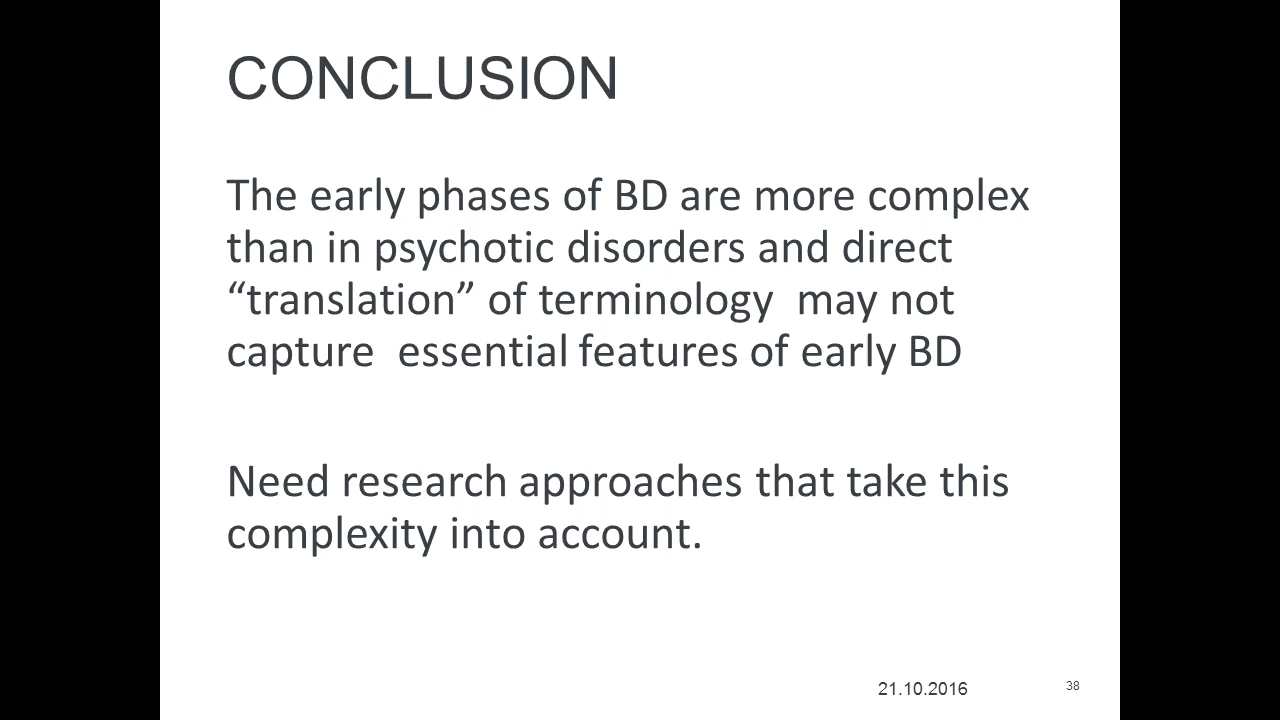 CONCLUSION
The early phases of BD are more complex
than in psychotic disorders and direct
“translation” of terminology  may not
capture  essential features of early BD
Need research approaches that take this
complexity into account.
21.10.2016
38